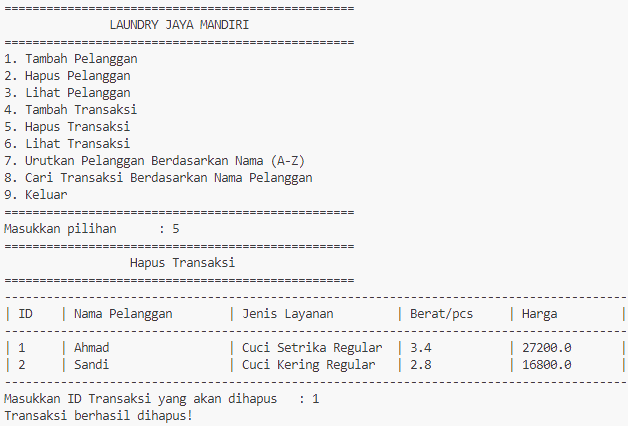 ==================================================
LAUNDRY JAYA MANDIRI
==================================================
1. Tambah Pelanggan
2. Hapus Pelanggan
3. Lihat Pelanggan
4. Tambah Transaksi
5. Hapus Transaksi
6. Lihat Transaksi
7. Urutkan Pelanggan Berdasarkan Nama (A-Z)
8. Cari Transaksi Berdasarkan Nama Pelanggan
9. Keluar
==================================================
Masukkan pilihan      : 5
==================================================
Hapus Transaksi
==================================================
-----------------------------------------------------------------------------------------
| ID    | Nama Pelanggan        | Jenis Layanan         | Berat/pcs     | Harga         |
-----------------------------------------------------------------------------------------
| 1     | Ahmad                 | Cuci Setrika Regular  | 3.4           | 27200.0       |
| 2     | Sandi                 | Cuci Kering Regular   | 2.8           | 16800.0       |
-----------------------------------------------------------------------------------------
Masukkan ID Transaksi yang akan dihapus   : 1
Transaksi berhasil dihapus!